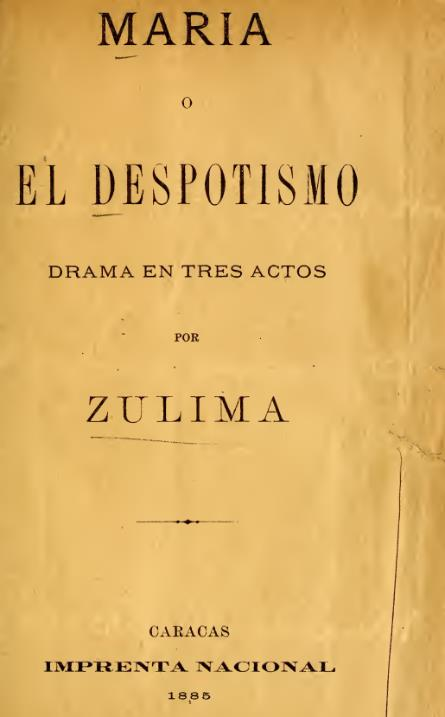 MARIA
O
EL DESPOTISMO
DRAMA EN TRES ACTOS
POR
ZULIMA
CARACAS
IMPRENTA NACIONAL
1885